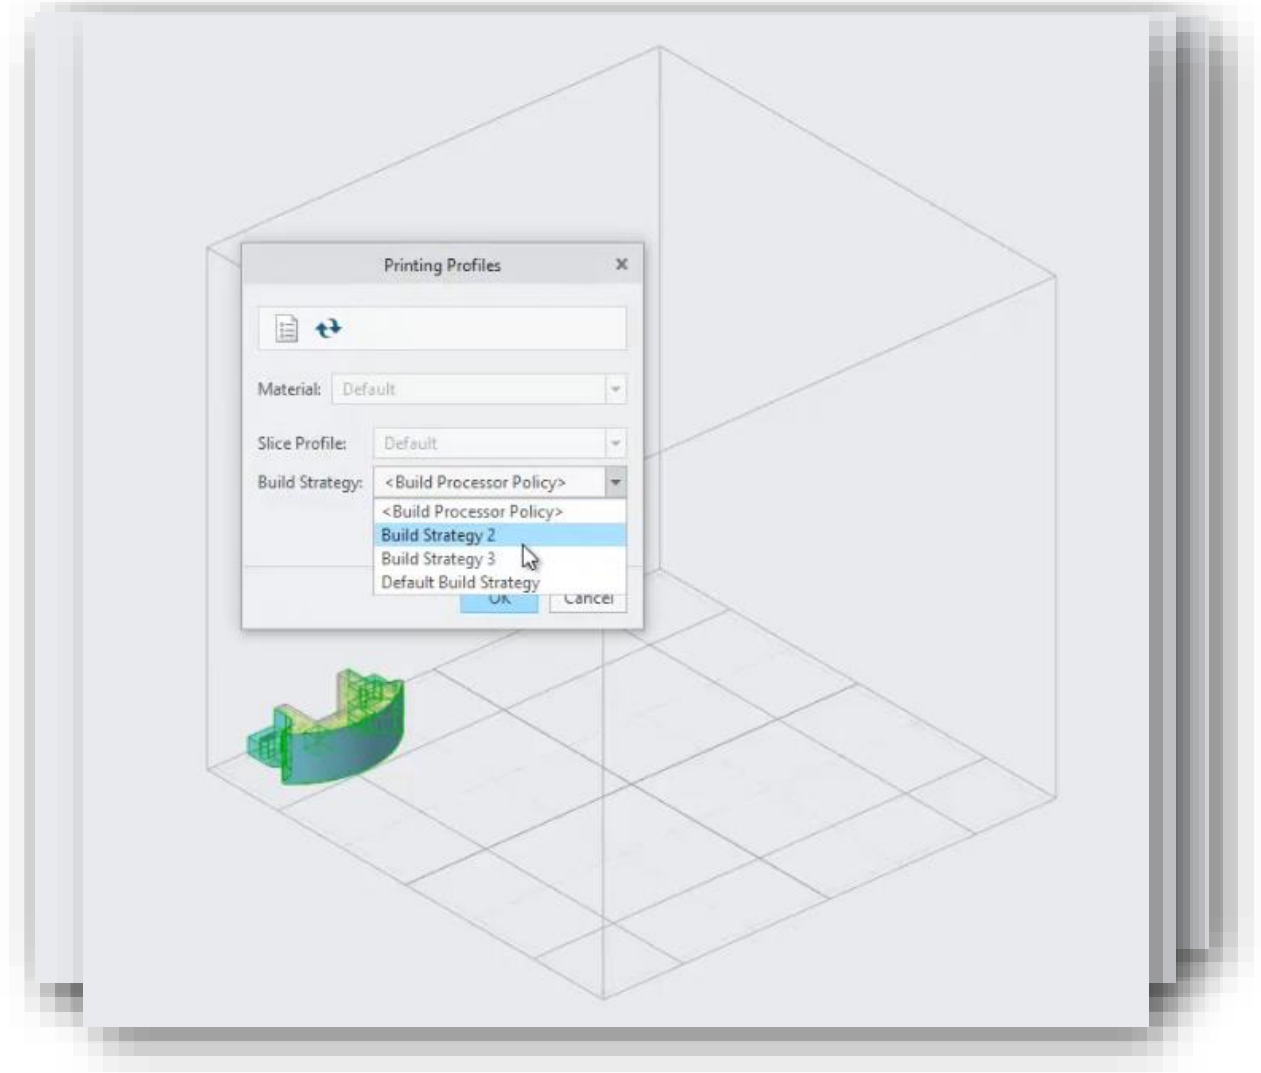 Printing Profiles
Material: Default
Slice Profile: Default
Build Strategy: <Build Processor Policy>
<Build Processor Policy>
Build Strategy 2
Build Strategy 3
Default Build Strategy
OK Cancel